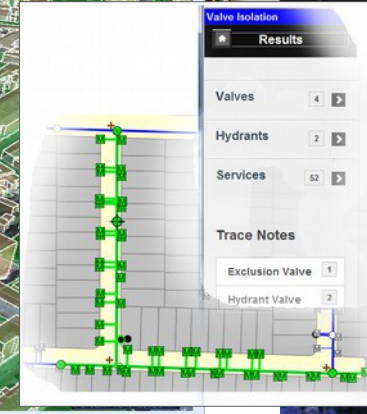 Valve Isolation
Results
Valves 4
Hydrants 2
Services 52
Trace Notes
Exclusion Valve 1
Hydrant Valve 2